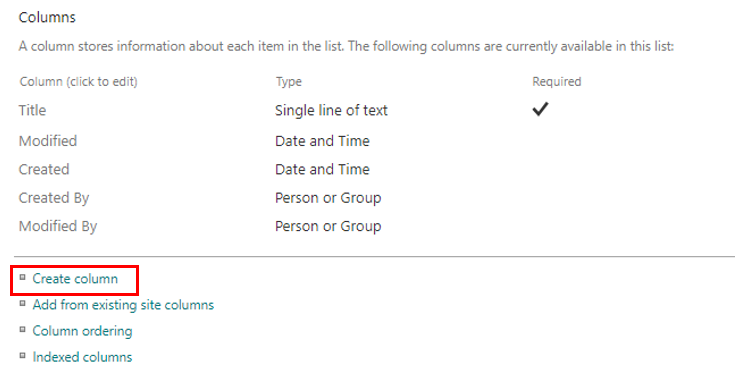 Columns
A column stores information about each item in the list. The following columns are currently available in this list:
Column (click to edit) Type Required
Title Single line of text
Modified Date and Time
Created Date and Time
Created By Person or Group
Modified By Person or Group
Create column
Add from existing site columns
Column ordering
Indexed columns